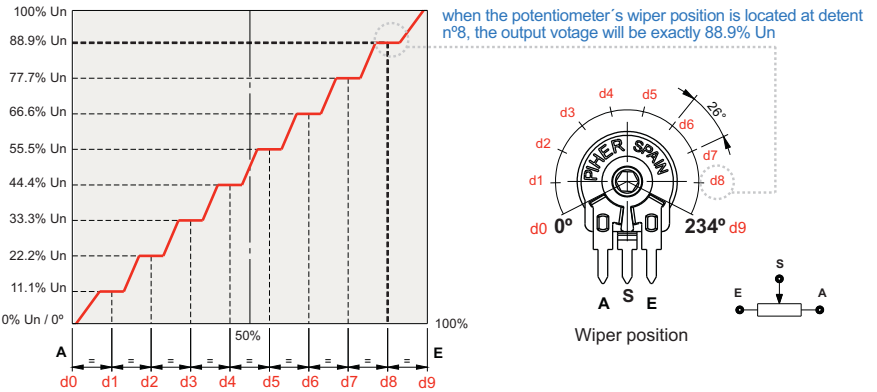 100% Un
88.9% Un
77.7% Un
66.6% Un
55.5% Un
44.4% Un
33.3% Un
22.2% Un
11.1% Un
0% Un / 0º
50%
100%
A
E
= = = = = = = = =
d0 d1 d2 d3 d4 d5 d6 d7 d8 d9
when the potentiometer´s wiper position is located at detent
nº8, the output votage will be exactly 88.9% Un
d0 0º
d1
d2
d3
d4
d5
d6
d7
d8
234º d9
26°
PIHER SPAIN
A S E
Wiper position
S
E
A